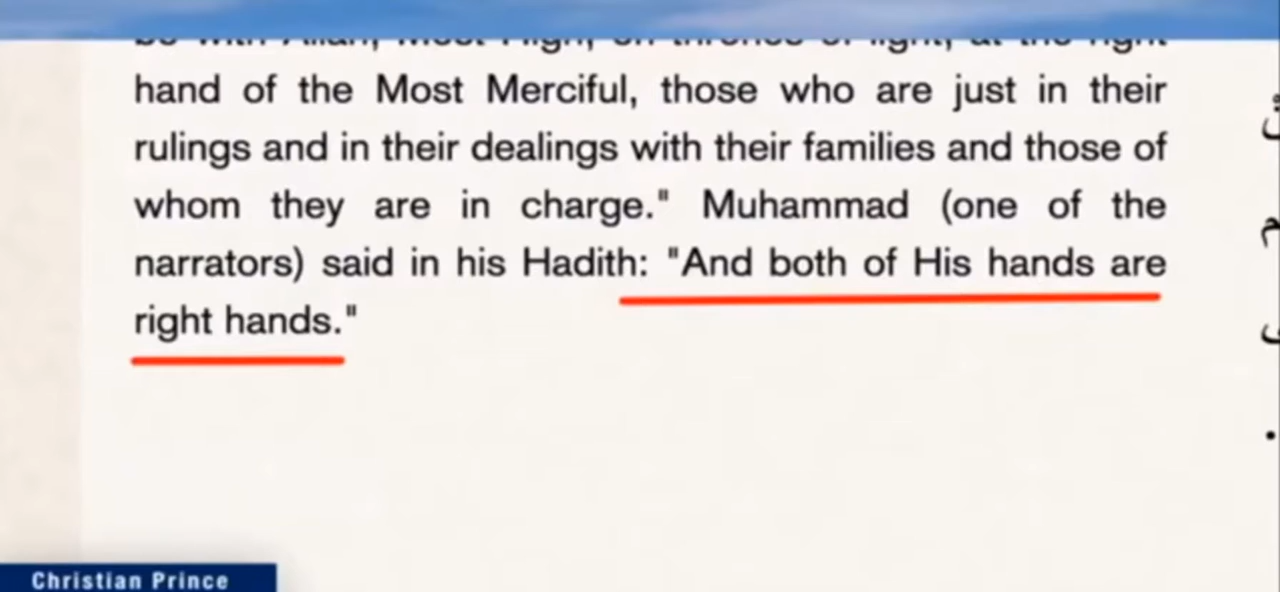 hand of the Most Merciful, those who are just in their
rulings and in their dealings with their families and those of
whom they are in charge." Muhammad (one of the
narrators) said in his Hadith: "And both of His hands are
right hands."
Christian Prince